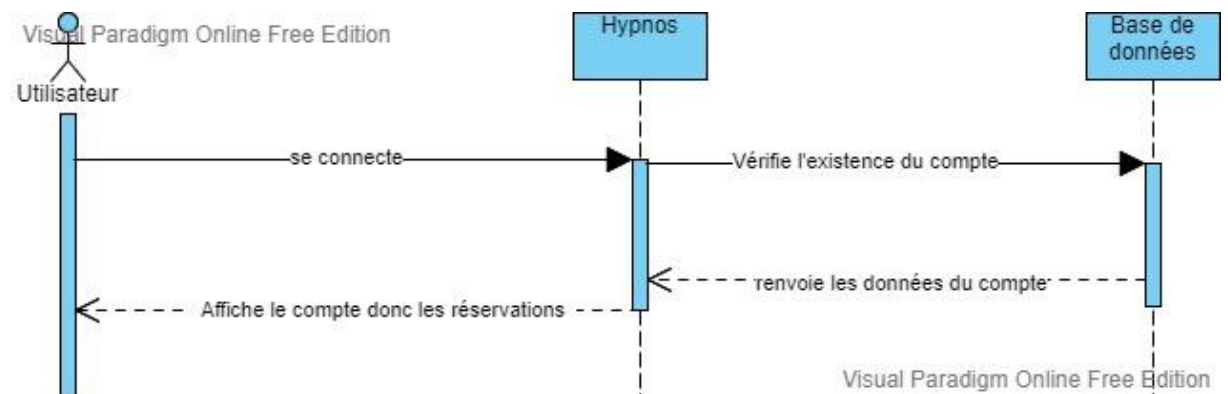 Visual Paradigm Online Free Edition
Hypnos
Base de
données
Utilisateur
se connecte
Vérifie l'existence du compte
renvoie les données du compte
Affiche le compte donc les réservations
Visual Paradigm Online Free Edition